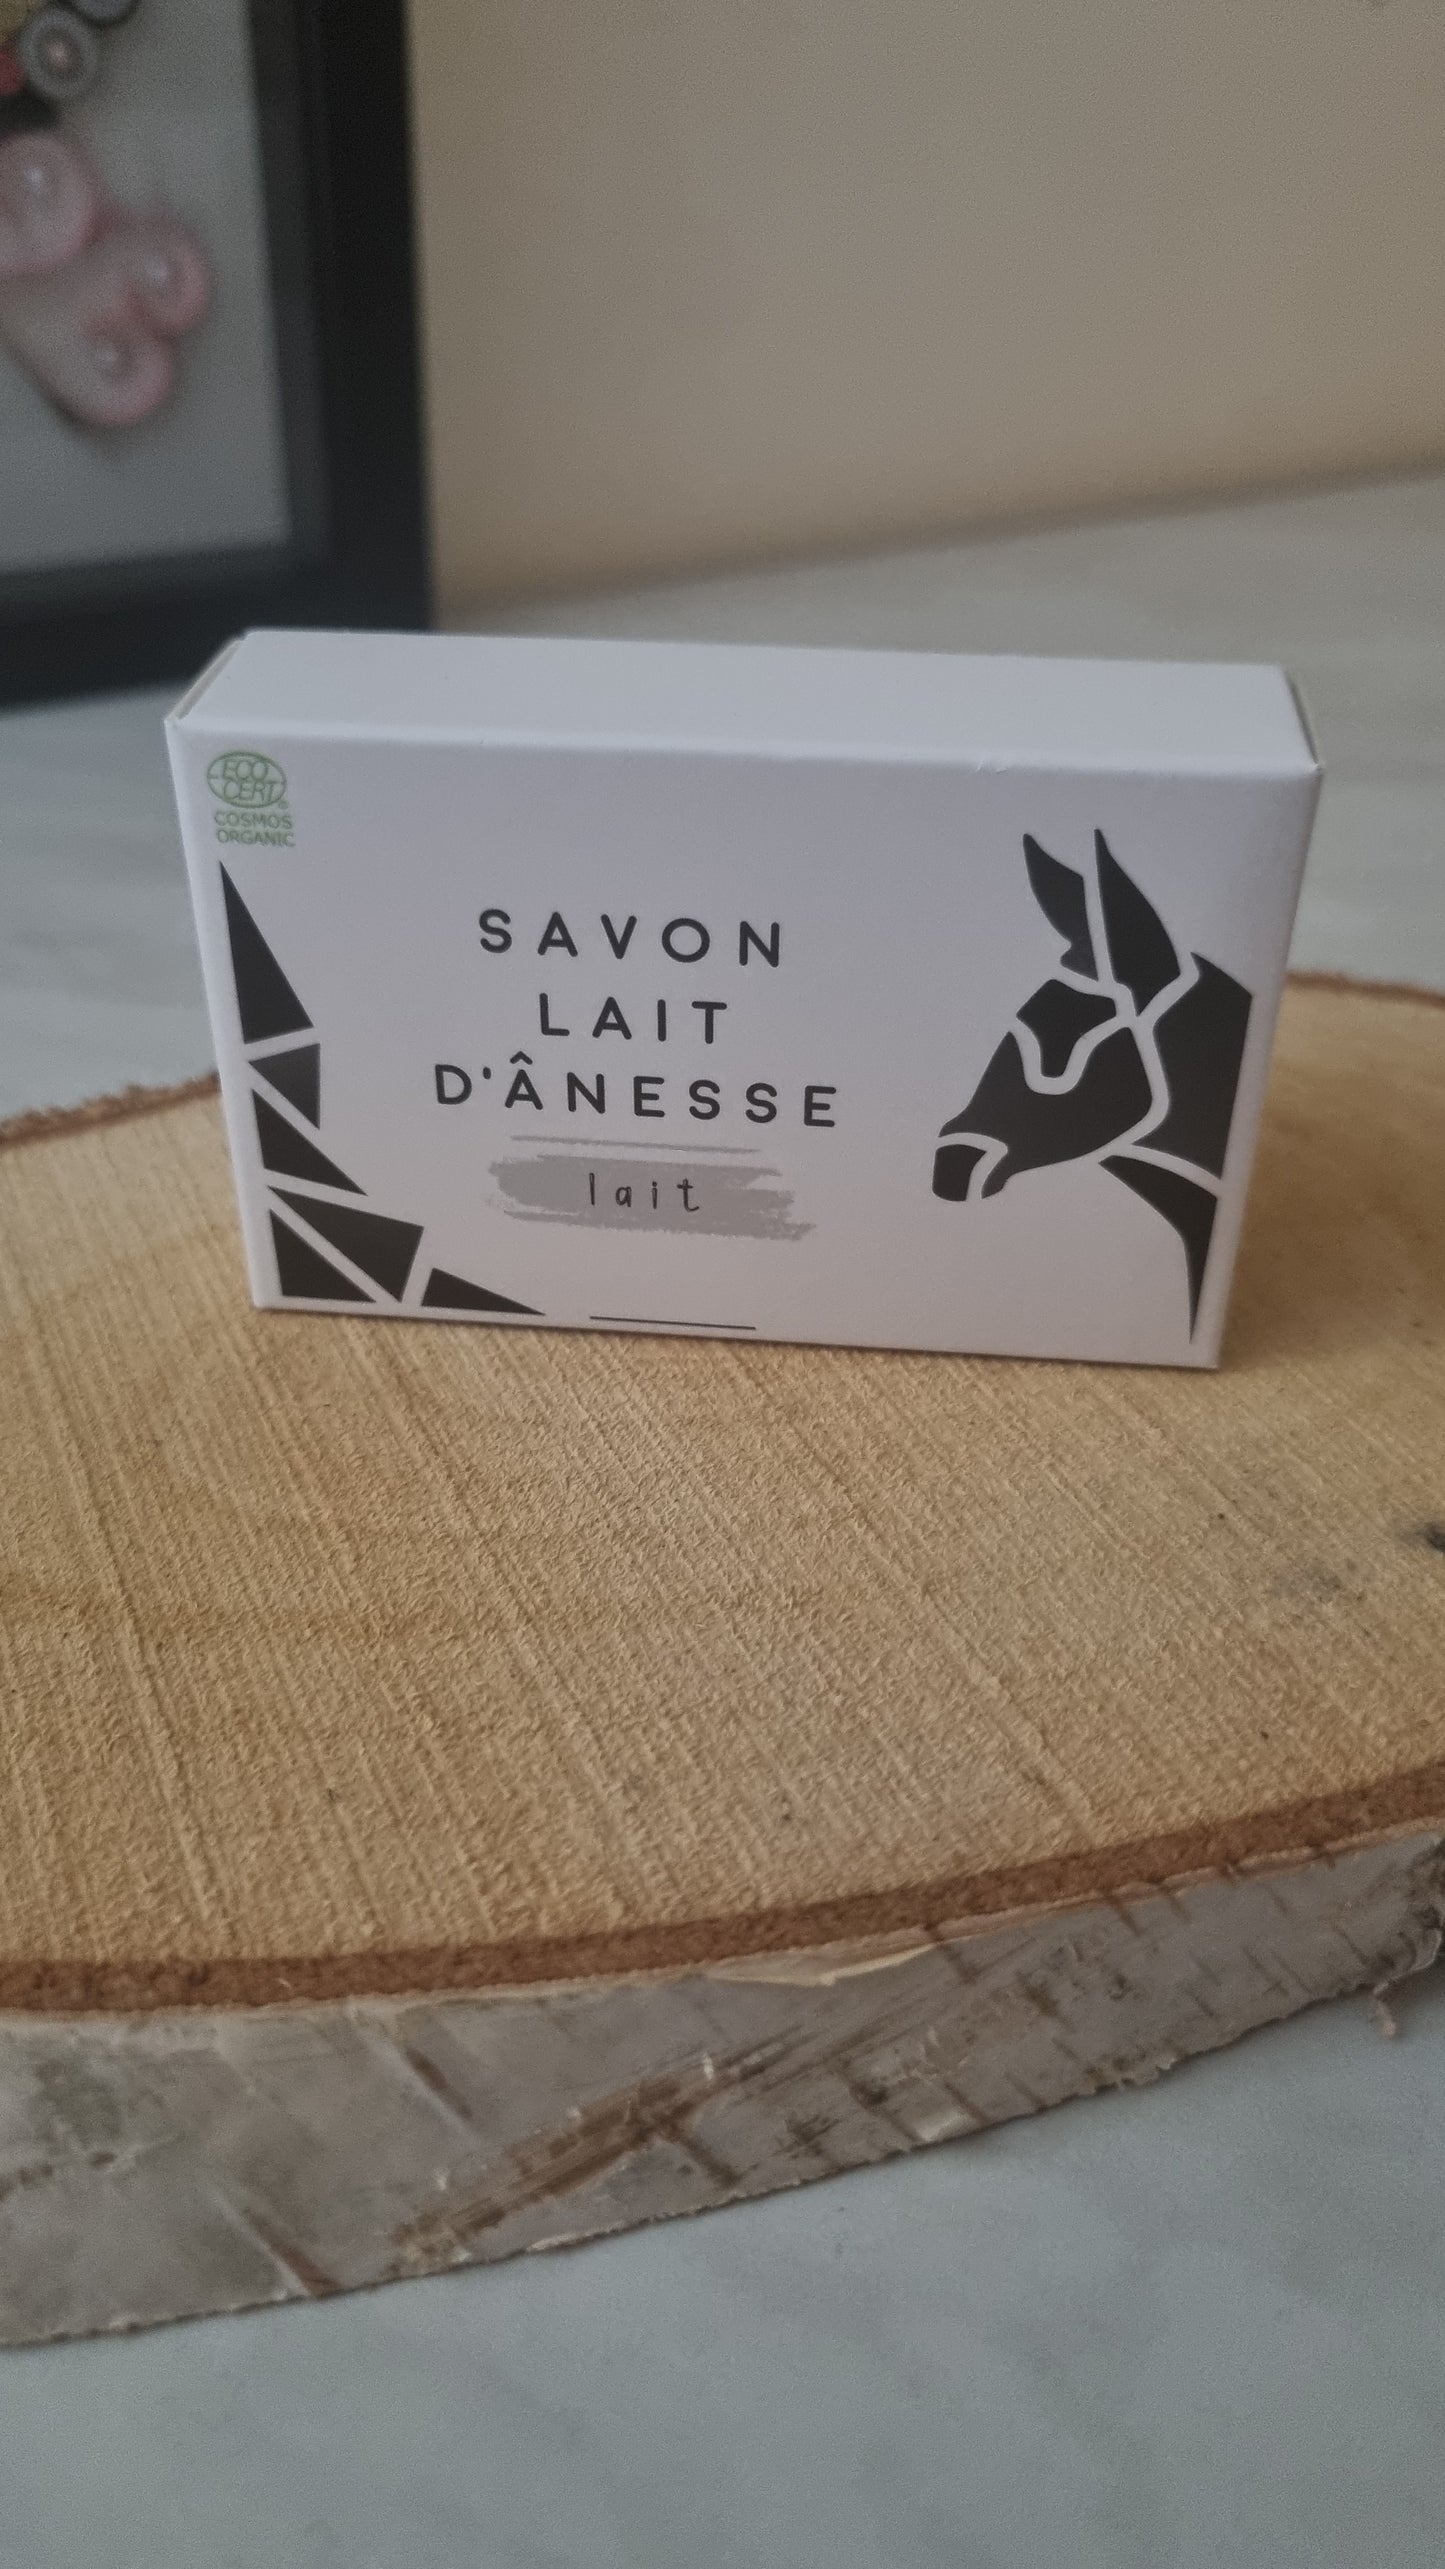 ECO
CERT®
COSMOS
ORGANIC
SAVON
LAIT
D'ÂNESSE
lait